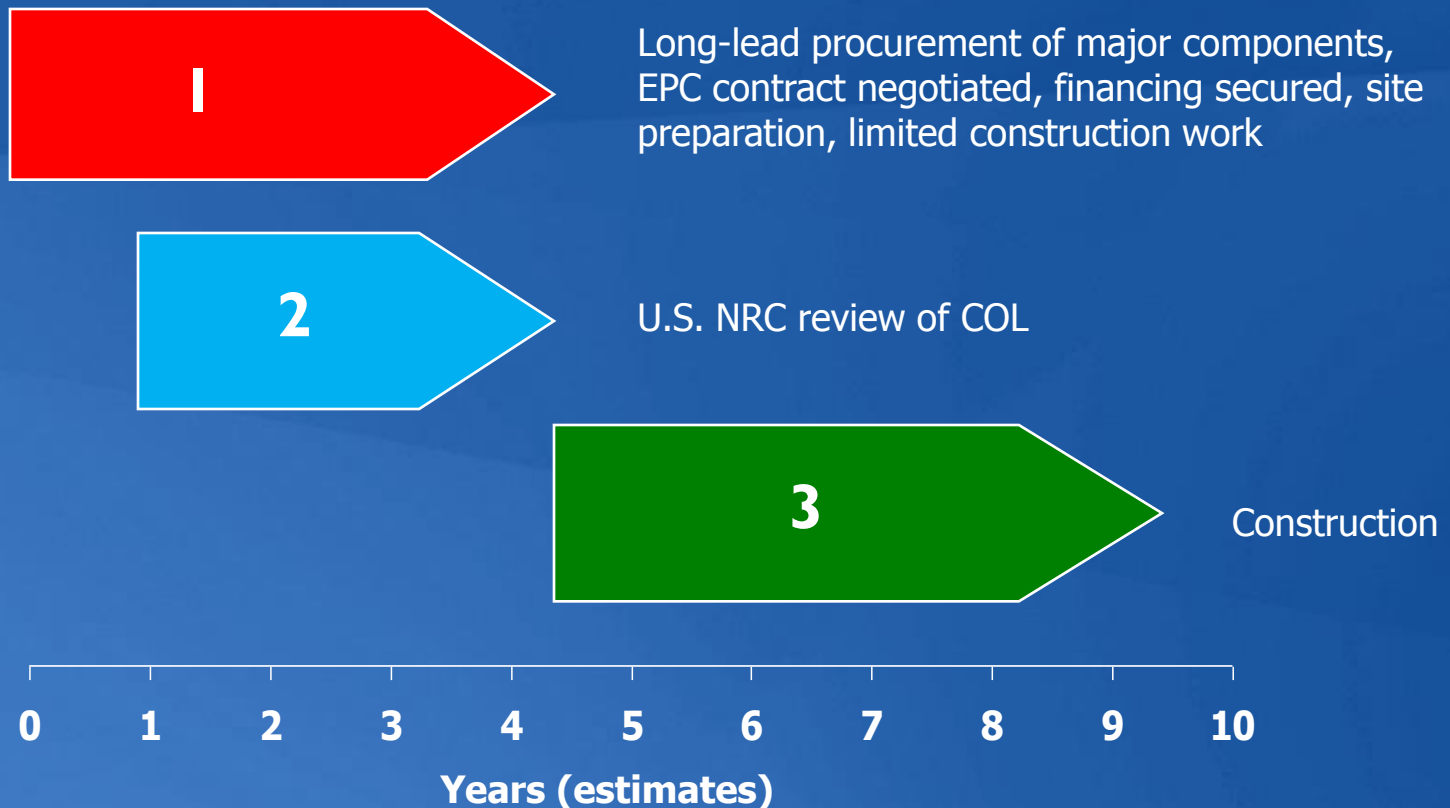 1
Long-lead procurement of major components,
EPC contract negotiated, financing secured, site
preparation, limited construction work
2
U.S. NRC review of COL
3
Construction
0 1 2 3 4 5 6 7 8 9 10
Years (estimates)